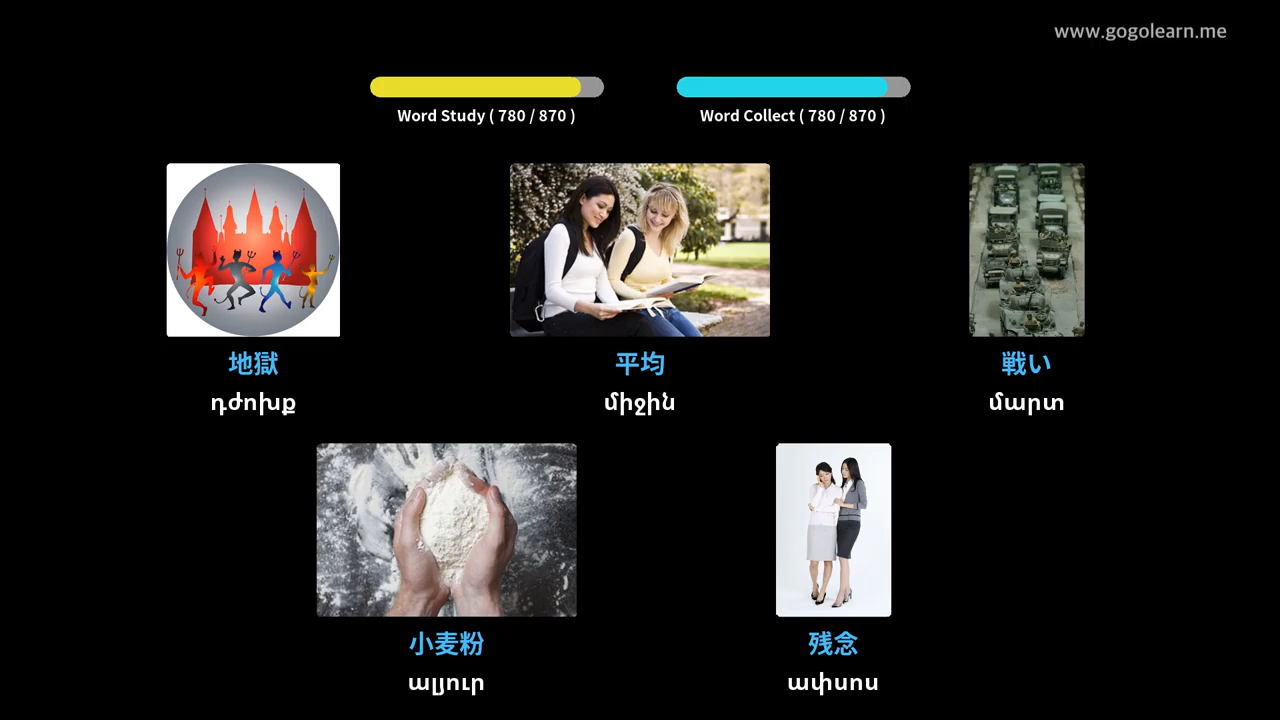 www.gogolearn.me
Word Study ( 780 / 870 )
Word Collect ( 780 / 870 )
地獄
平均
戦い
դժոխք
միջին
մարտ
小麦粉
残念
ալյուր
ափսոս